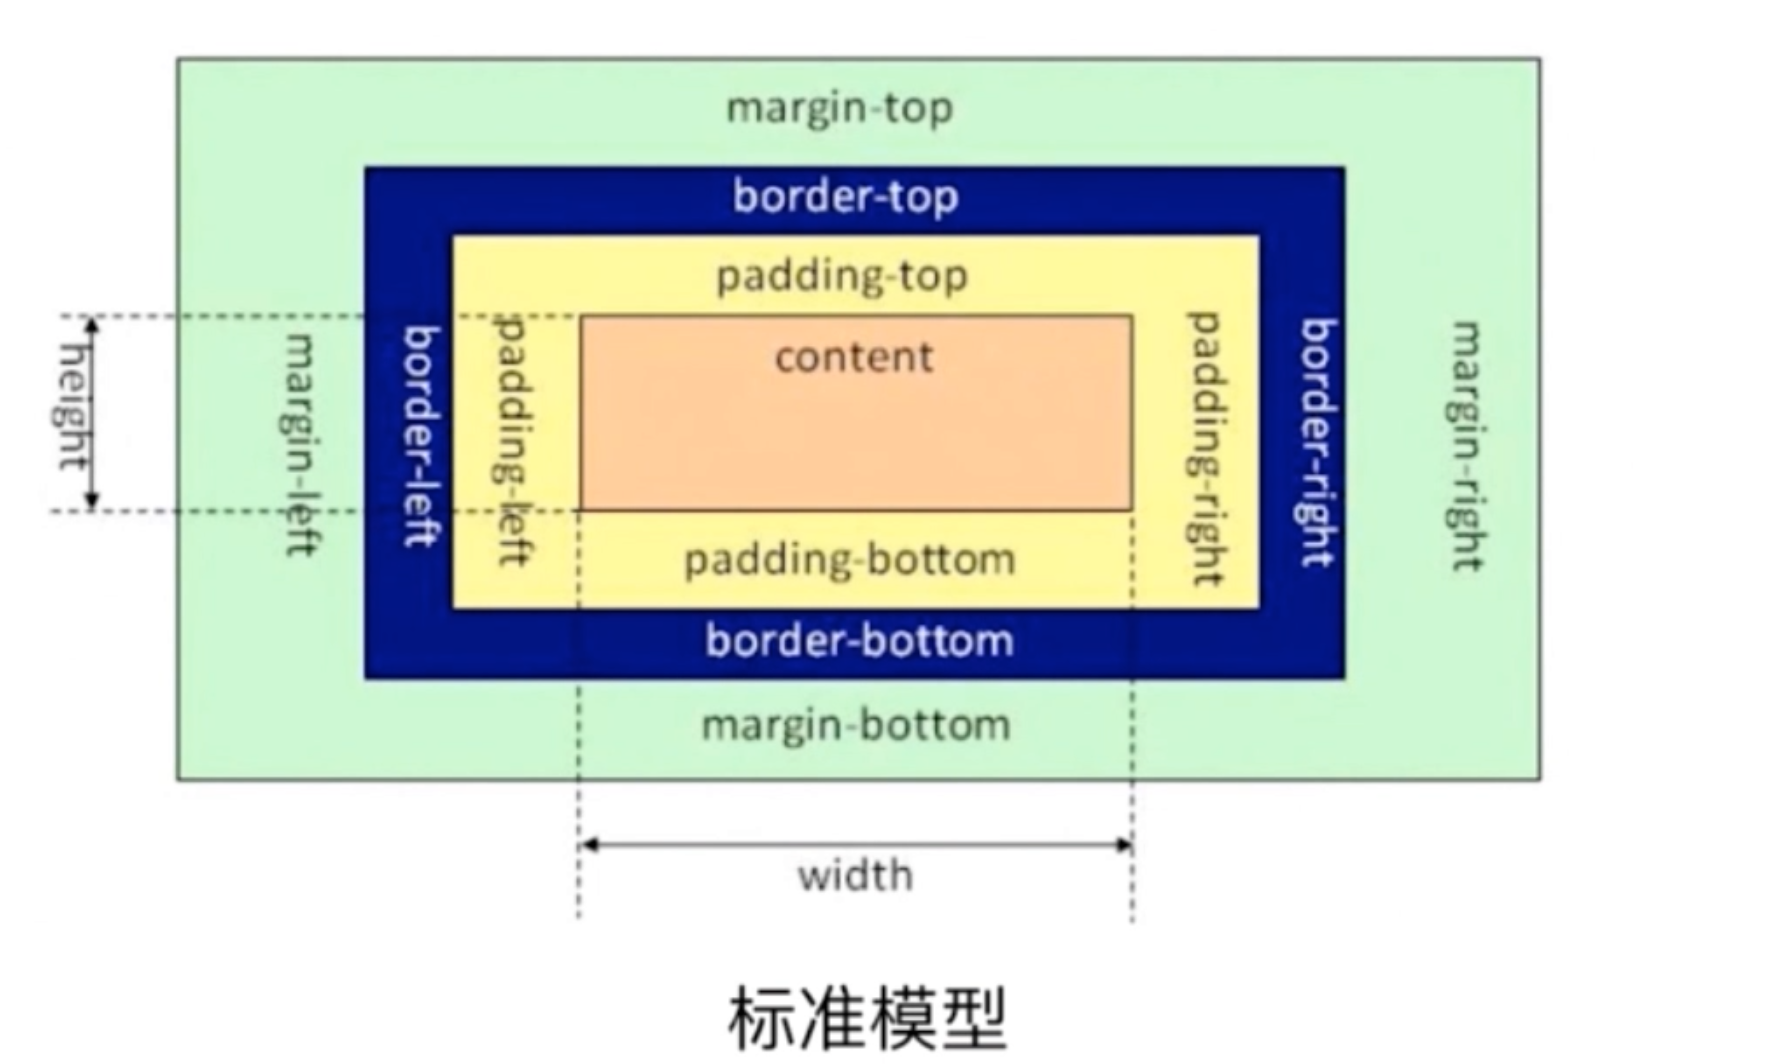 margin-top
border-top
padding-top
height
margin-left
border-left
padding-left
content
padding-right
border-right
margin-right
padding-bottom
border-bottom
margin-bottom
width
标准模型